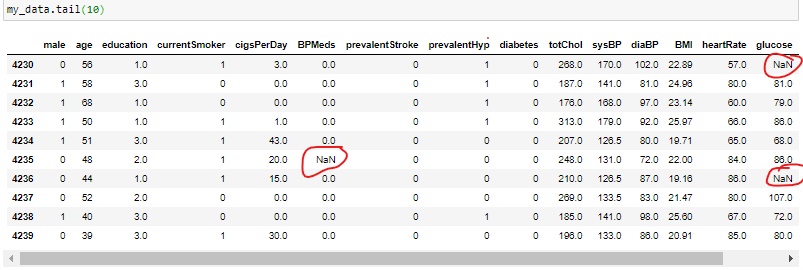 my_data.tail(10)
male age education currentSmoker cigsPerDay BPMeds prevalentStroke prevalentHyp diabetes totChol sysBP diaBP BMI heartRate glucose
4230 0 56 1.0 1 3.0 0.0 0 1 0 268.0 170.0 102.0 22.89 57.0 NaN
4231 1 58 3.0 0 0.0 0.0 0 1 0 187.0 141.0 81.0 24.96 80.0 81.0
4232 1 68 1.0 0 0.0 0.0 0 1 0 176.0 168.0 97.0 23.14 60.0 79.0
4233 1 50 1.0 1 1.0 0.0 0 1 0 313.0 179.0 92.0 25.97 66.0 86.0
4234 1 51 3.0 1 43.0 0.0 0 0 0 207.0 126.5 80.0 19.71 65.0 68.0
4235 0 48 2.0 1 20.0 NaN 0 0 0 248.0 131.0 72.0 22.00 84.0 86.0
4236 0 44 1.0 1 15.0 0.0 0 0 0 210.0 126.5 87.0 19.16 86.0 NaN
4237 0 52 2.0 0 0.0 0.0 0 0 0 269.0 133.5 83.0 21.47 80.0 107.0
4238 1 40 3.0 0 0.0 0.0 0 1 0 185.0 141.0 98.0 25.60 67.0 72.0
4239 0 39 3.0 1 30.0 0.0 0 0 0 196.0 133.0 86.0 20.91 85.0 80.0